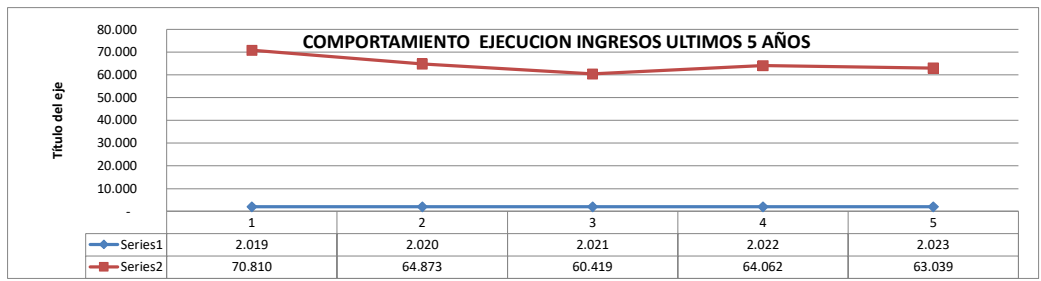 COMPORTAMIENTO EJECUCION INGRESOS ULTIMOS 5 AÑOS
Título del eje
80.000
70.000
60.000
50.000
40.000
30.000
20.000
10.000
-
1 2 3 4 5
Series1 2.019 2.020 2.021 2.022 2.023
Series2 70.810 64.873 60.419 64.062 63.039